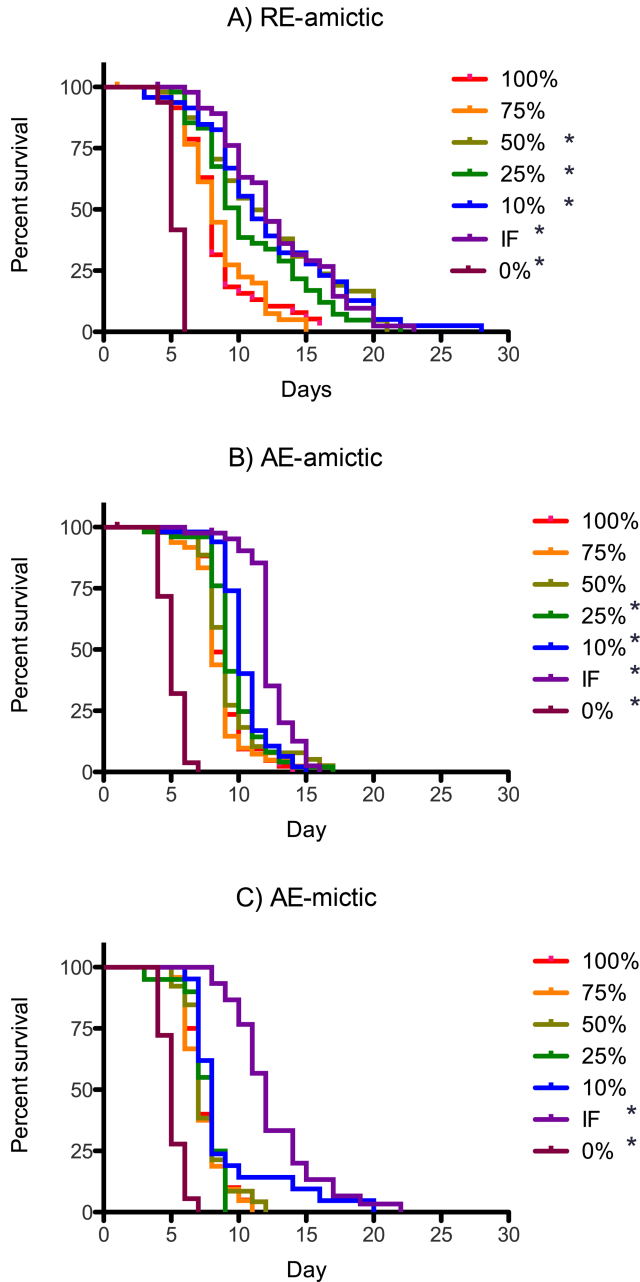 A) RE-amictic
Percent survival
100
75
50
25
0
0 5 10 15 20 25 30
Days
100%
75%
50% *
25% *
10% *
IF *
0% *
B) AE-amictic
Percent survival
100
75
50
25
0
0 5 10 15 20 25 30
Day
100%
75%
50%
25% *
10% *
IF *
0% *
C) AE-mictic
Percent survival
100
75
50
25
0
0 5 10 15 20 25 30
Day
100%
75%
50%
25%
10%
IF *
0% *